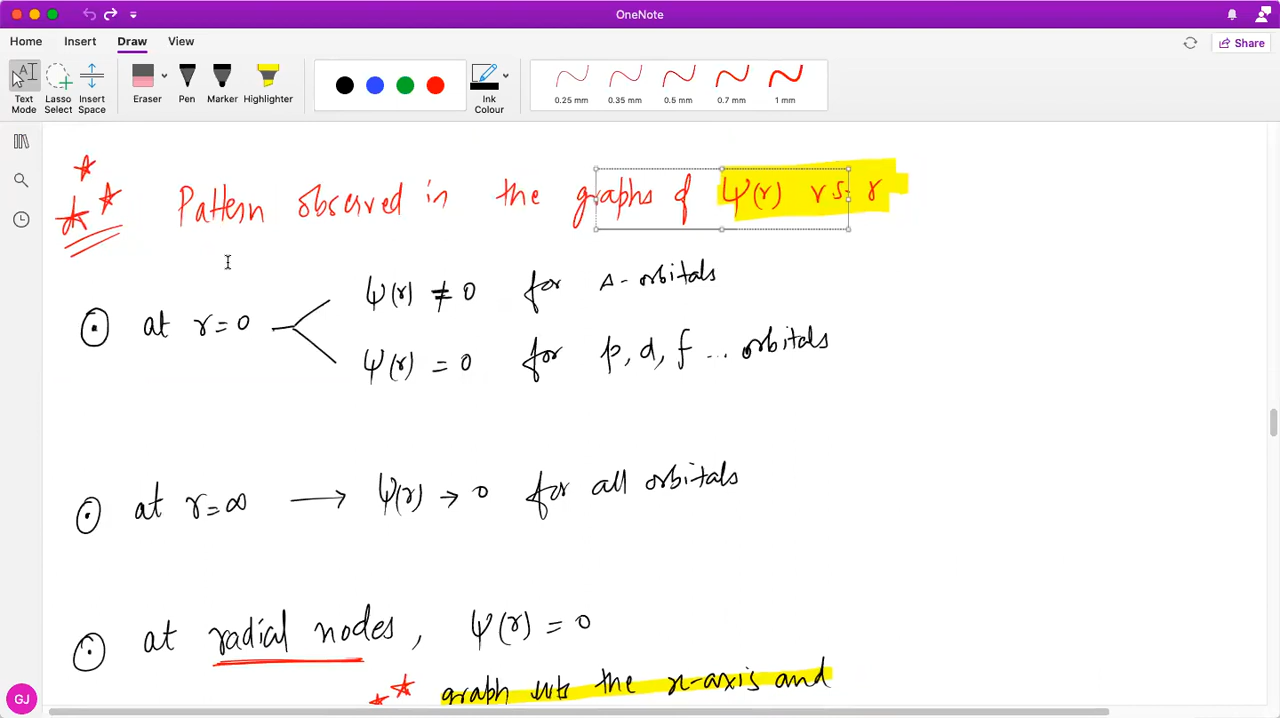 OneNote
Home Insert Draw View
Share
Text Mode
Lasso Select
Insert Space
Eraser
Pen
Marker
Highlighter
Ink Colour
0.25 mm
0.35 mm
0.5 mm
0.7 mm
1 mm
Pattern observed in the graphs of ψ(r) vs r
at r=0
ψ(r) ≠ 0 for s-orbitals
ψ(r) = 0 for p, d, f ... orbitals
at r=∞ → ψ(r) → 0 for all orbitals
at radial nodes, ψ(r) = 0
graph cuts the x-axis and
GJ